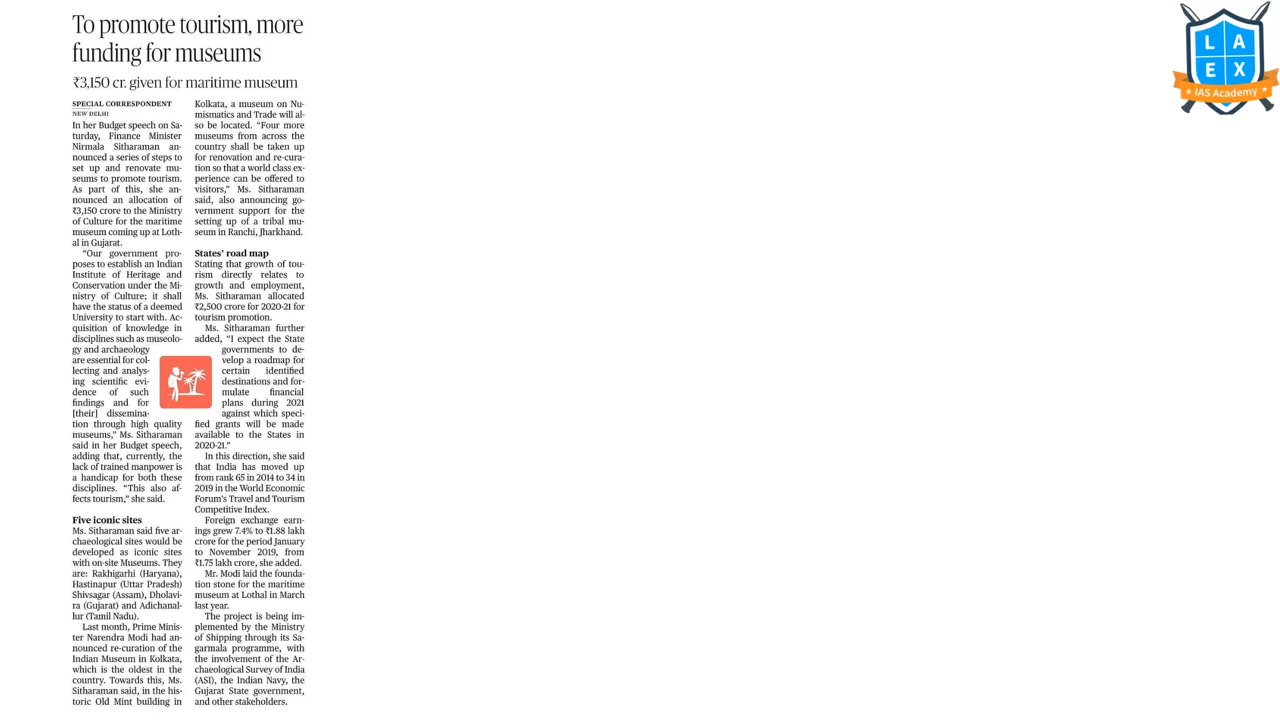 To promote tourism, more
funding for museums
₹3,150 cr. given for maritime museum
SPECIAL CORRESPONDENT
NEW DELHI
In her Budget speech on Sa-
turday, Finance Minister
Nirmala Sitharaman an-
nounced a series of steps to
set up and renovate mu-
seums to promote tourism.
As part of this, she an-
nounced an allocation of
₹3,150 crore to the Ministry
of Culture for the maritime
museum coming up at Loth-
al in Gujarat.
“Our government pro-
poses to establish an Indian
Institute of Heritage and
Conservation under the Mi-
nistry of Culture; it shall
have the status of a deemed
University to start with. Ac-
quisition of knowledge in
disciplines such as museolo-
gy and archaeology
are essential for col-
lecting and analys-
ing scientific evi-
dence of such
findings and for
[their] dissemina-
tion through high quality
museums,” Ms. Sitharaman
said in her Budget speech,
adding that, currently, the
lack of trained manpower is
a handicap for both these
disciplines. “This also af-
fects tourism,” she said.
Five iconic sites
Ms. Sitharaman said five ar-
chaeological sites would be
developed as iconic sites
with on-site Museums. They
are: Rakhigarhi (Haryana),
Hastinapur (Uttar Pradesh)
Shivsagar (Assam), Dholavi-
ra (Gujarat) and Adichanal-
lur (Tamil Nadu).
Last month, Prime Minis-
ter Narendra Modi had an-
nounced re-curation of the
Indian Museum in Kolkata,
which is the oldest in the
country. Towards this, Ms.
Sitharaman said, in the his-
toric Old Mint building in
Kolkata, a museum on Nu-
mismatics and Trade will al-
so be located. “Four more
museums from across the
country shall be taken up
for renovation and re-cura-
tion so that a world class ex-
perience can be offered to
visitors,” Ms. Sitharaman
said, also announcing go-
vernment support for the
setting up of a tribal mu-
seum in Ranchi, Jharkhand.
States’ road map
Stating that growth of tou-
rism directly relates to
growth and employment,
Ms. Sitharaman allocated
₹2,500 crore for 2020-21 for
tourism promotion.
Ms. Sitharaman further
added, “I expect the State
governments to de-
velop a roadmap for
certain identified
destinations and for-
mulate financial
plans during 2021
against which speci-
fied grants will be made
available to the States in
2020-21.”
In this direction, she said
that India has moved up
from rank 65 in 2014 to 34 in
2019 in the World Economic
Forum’s Travel and Tourism
Competitive Index.
Foreign exchange earn-
ings grew 7.4% to ₹1.88 lakh
crore for the period January
to November 2019, from
₹1.75 lakh crore, she added.
Mr. Modi laid the founda-
tion stone for the maritime
museum at Lothal in March
last year.
The project is being im-
plemented by the Ministry
of Shipping through its Sa-
garmala programme, with
the involvement of the Ar-
chaeological Survey of India
(ASI), the Indian Navy, the
Gujarat State government,
and other stakeholders.
L A
E X
IAS Academy